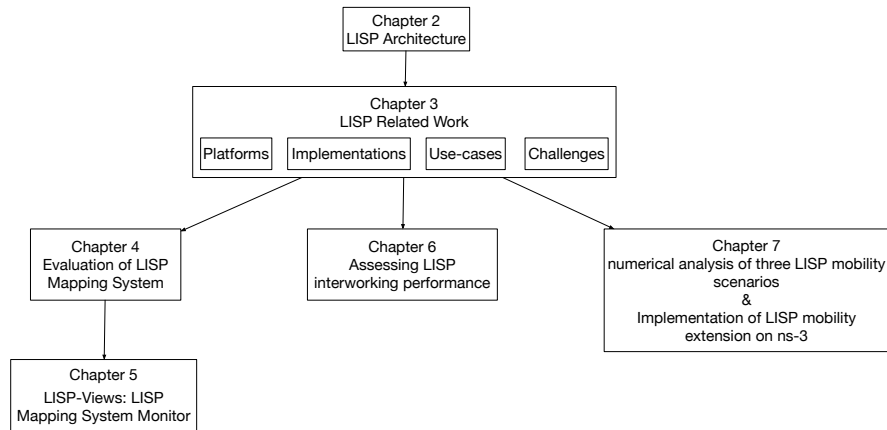 Chapter 2
LISP Architecture
Chapter 3
LISP Related Work
Platforms
Implementations
Use-cases
Challenges
Chapter 4
Evaluation of LISP
Mapping System
Chapter 6
Assessing LISP
interworking performance
Chapter 7
numerical analysis of three LISP mobility
scenarios
&
Implementation of LISP mobility
extension on ns-3
Chapter 5
LISP-Views: LISP
Mapping System Monitor